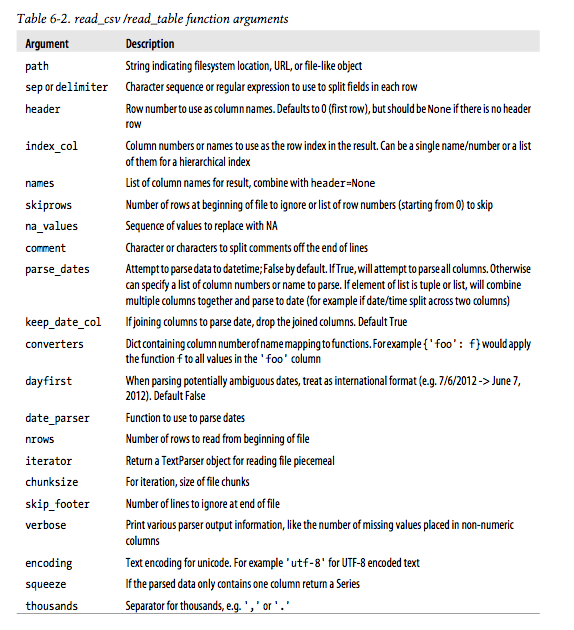 Table 6-2. read_csv /read_table function arguments
Argument Description
path String indicating filesystem location, URL, or file-like object
sep or delimiter Character sequence or regular expression to use to split fields in each row
header Row number to use as column names. Defaults to 0 (first row), but should be None if there is no header
row
index_col Column numbers or names to use as the row index in the result. Can be a single name/number or a list
of them for a hierarchical index
names List of column names for result, combine with header=None
skiprows Number of rows at beginning of file to ignore or list of row numbers (starting from 0) to skip
na_values Sequence of values to replace with NA
comment Character or characters to split comments off the end of lines
parse_dates Attempt to parse data to datetime; False by default. If True, will attempt to parse all columns. Otherwise
can specify a list of column numbers or name to parse. If element of list is tuple or list, will combine
multiple columns together and parse to date (for example if date/time split across two columns)
keep_date_col If joining columns to parse date, drop the joined columns. Default True
converters Dict containing column number of name mapping to functions. For example {'foo': f} would apply
the function f to all values in the 'foo' column
dayfirst When parsing potentially ambiguous dates, treat as international format (e.g. 7/6/2012 -> June 7,
2012). Default False
date_parser Function to use to parse dates
nrows Number of rows to read from beginning of file
iterator Return a TextParser object for reading file piecemeal
chunksize For iteration, size of file chunks
skip_footer Number of lines to ignore at end of file
verbose Print various parser output information, like the number of missing values placed in non-numeric
columns
encoding Text encoding for unicode. For example 'utf-8' for UTF-8 encoded text
squeeze If the parsed data only contains one column return a Series
thousands Separator for thousands, e.g. ',' or '.'